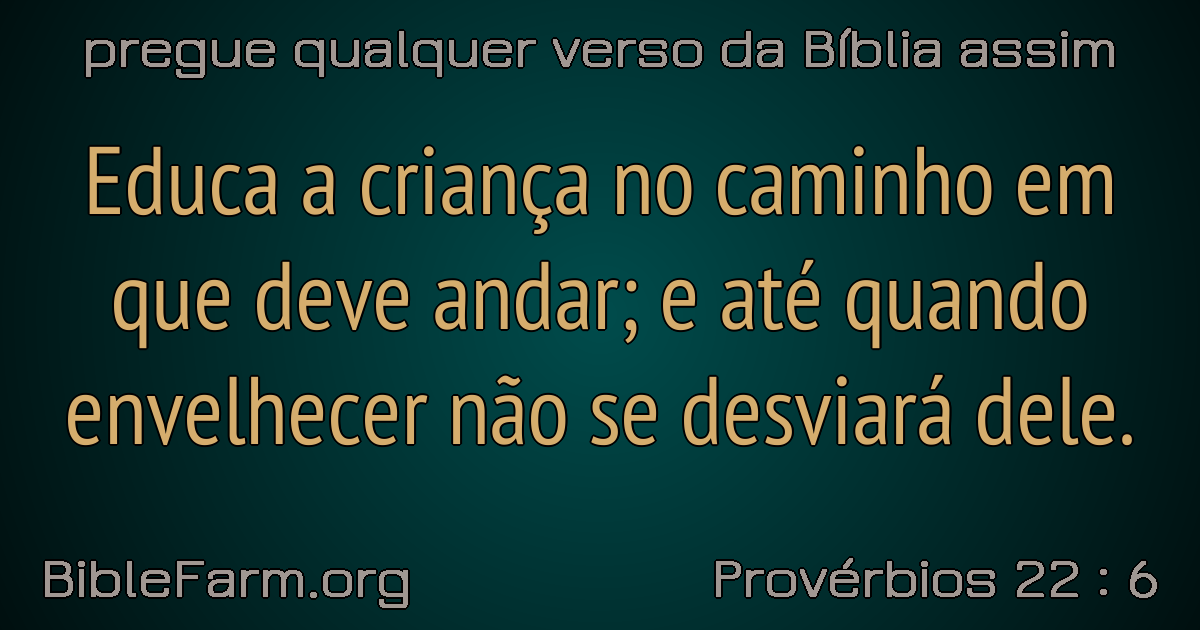 pregue qualquer verso da Bíblia assim
Educa a criança no caminho em
que deve andar; e até quando
envelhecer não se desviará dele.
BibleFarm.org
Provérbios 22 : 6